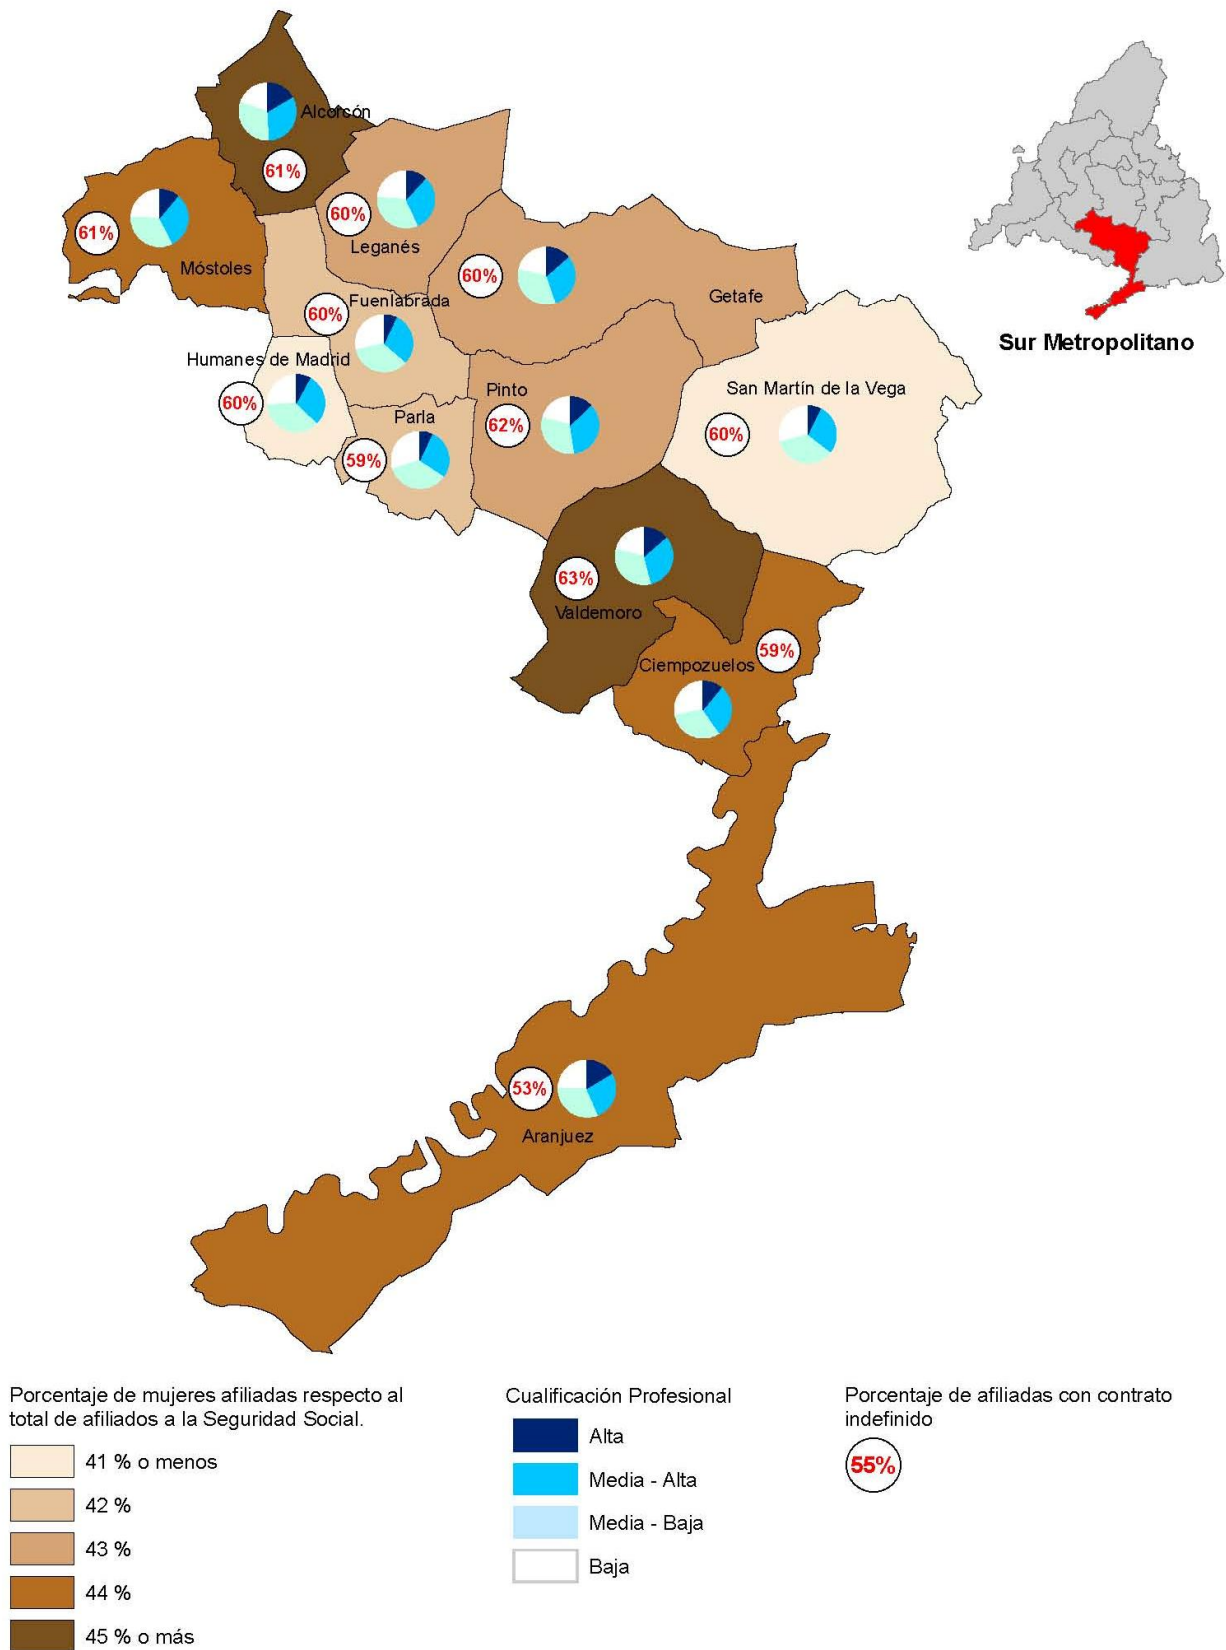 Alcorcón
61%
60%
Leganés
61%
Móstoles
60%
Getafe
Sur Metropolitano
60%
Fuenlabrada
Humanes de Madrid
60%
Pinto
62%
San Martín de la Vega
60%
Parla
59%
63%
Valdemoro
59%
Ciempozuelos
53%
Aranjuez
Porcentaje de mujeres afiliadas respecto al
total de afiliados a la Seguridad Social.
41 % o menos
42 %
43 %
44 %
45 % o más
Cualificación Profesional
Alta
Media - Alta
Media - Baja
Baja
Porcentaje de afiliadas con contrato
indefinido
55%